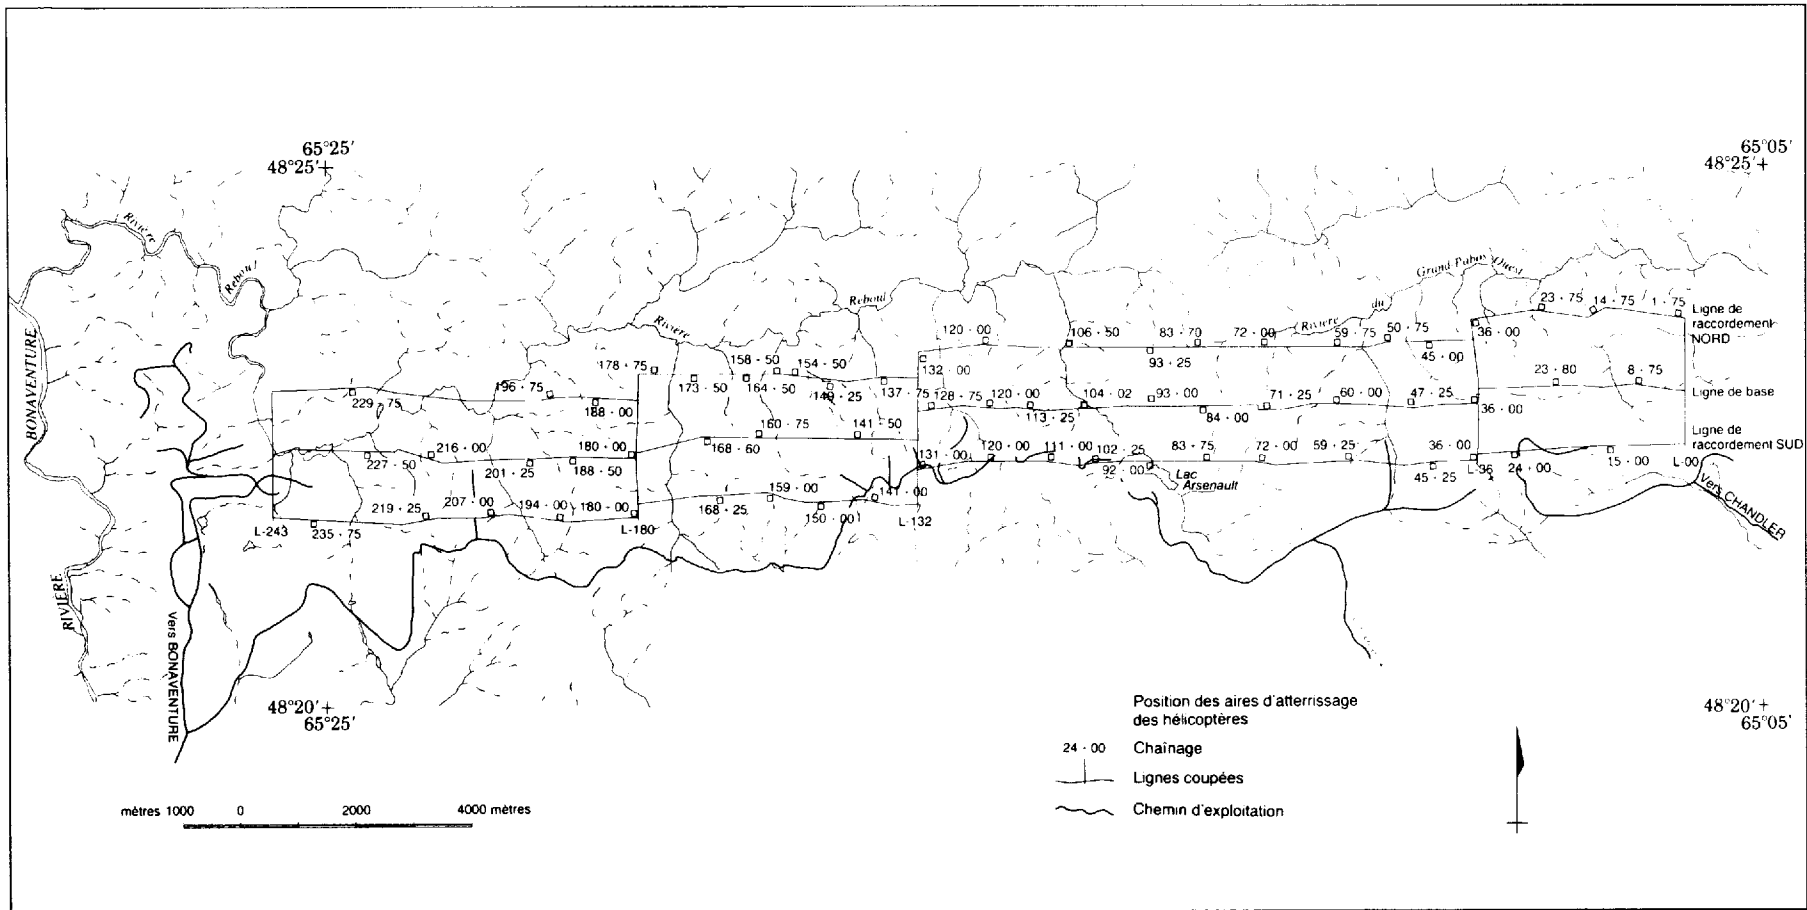 65°25'
48°25'+
65°05'
48°25'+
Rivière
Reboul
BONAVENTURE
RIVIÈRE
Vers BONAVENTURE
Rivière
Reboul
Rivière
du
Grand Pabos Ouest
23 · 75
14 · 75
1 · 75
Ligne de
raccordement
NORD
120 · 00
106 · 50
83 · 70
72 · 00
59 · 75
50 · 75
36 · 00
93 · 25
45 · 00
132 · 00
178 · 75
158 · 50
154 · 50
173 · 50
164 · 50
149 · 25
137 · 75
196 · 75
229 · 75
188 · 00
23 · 80
8 · 75
Ligne de base
128 · 75
120 · 00
104 · 02
93 · 00
71 · 25
60 · 00
47 · 25
36 · 00
113 · 25
84 · 00
160 · 75
141 · 50
168 · 60
216 · 00
180 · 00
227 · 50
201 · 25
188 · 50
Ligne de
raccordement SUD
131 · 00
120 · 00
111 · 00
102 · 25
83 · 75
72 · 00
59 · 25
36 · 00
92 · 00
45 · 25
L-36
24 · 00
15 · 00
L-00
Lac
Arsenault
Vers CHANDLER
159 · 00
141 · 00
168 · 25
150 · 00
L-132
219 · 25
207 · 00
194 · 00
180 · 00
L-243
235 · 75
L-180
48°20'+
65°25'
48°20'+
65°05'
Position des aires d'atterrissage
des hélicoptères
24 · 00 Chaînage
Lignes coupées
Chemin d'exploitation
mètres 1000 0 2000 4000 mètres